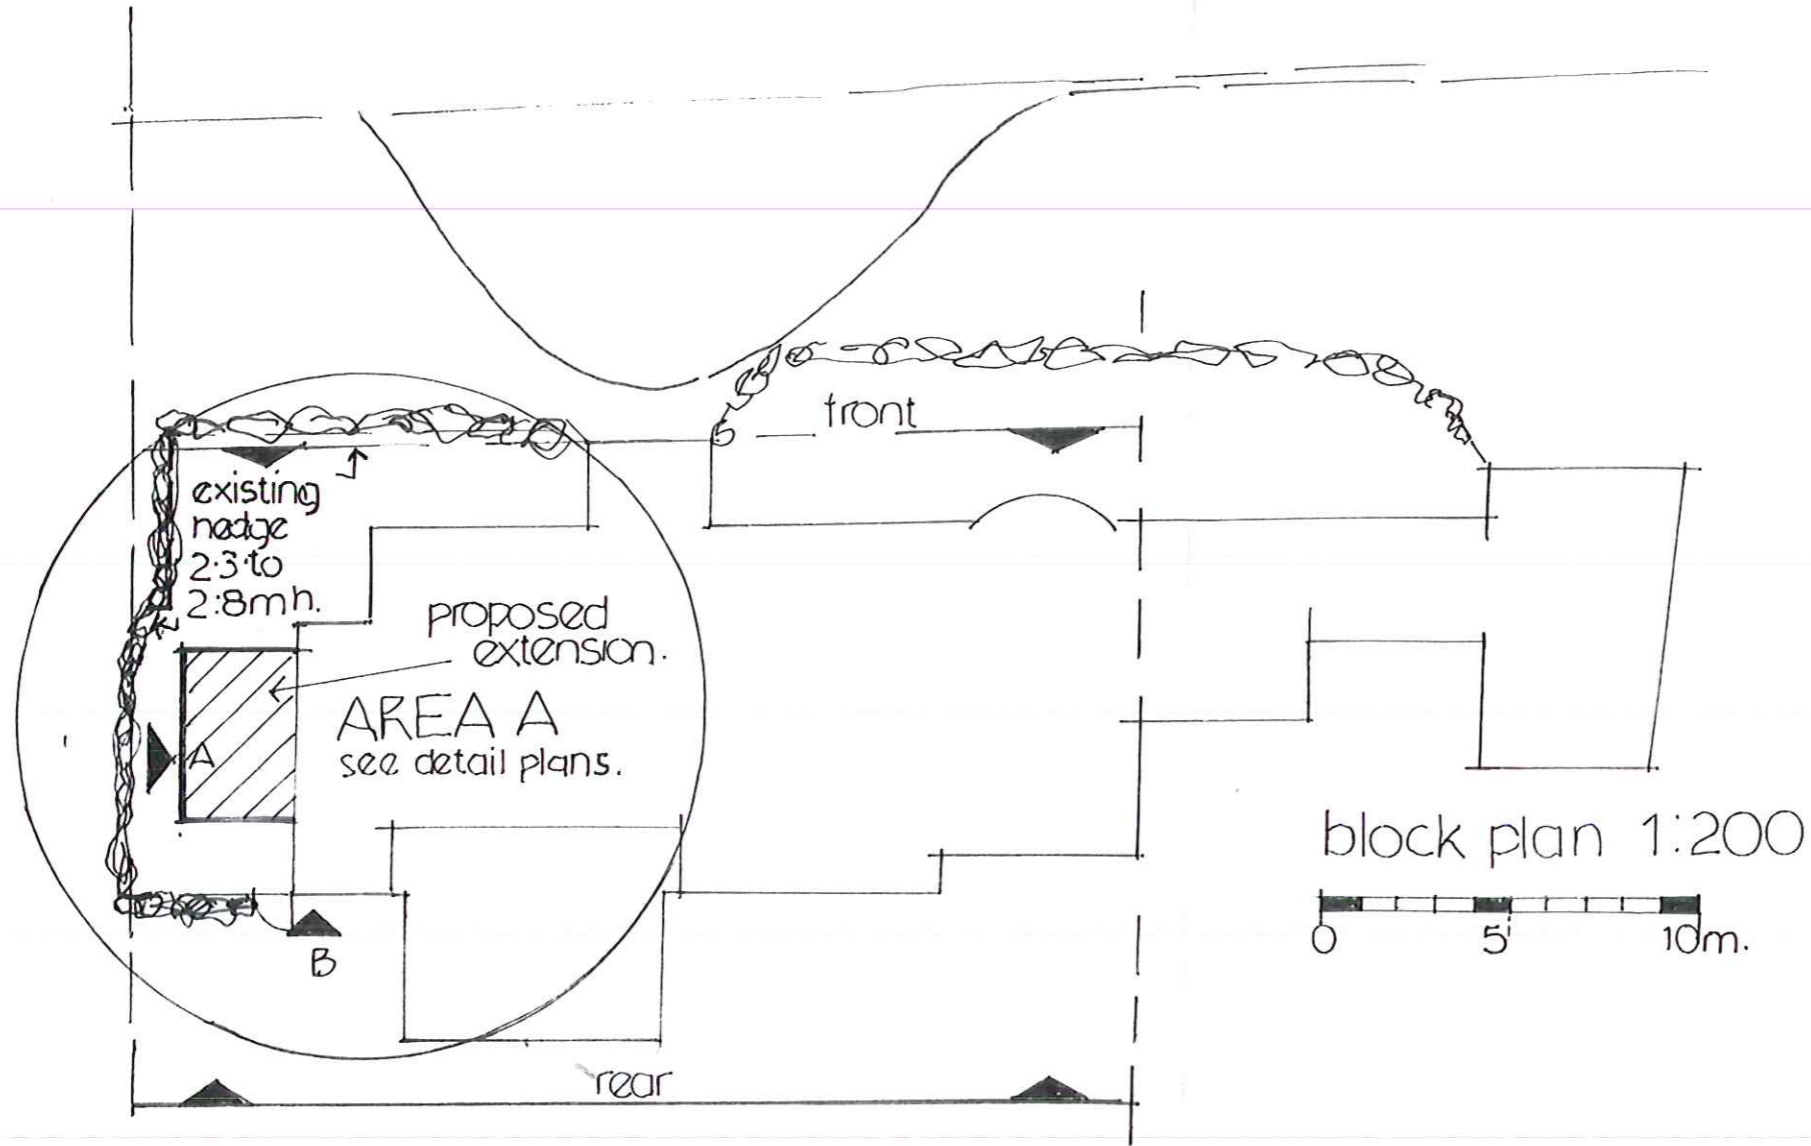 front
existing
hedge
2·3·to
2:8m h.
proposed
extension.
AREA A
see detail plans.
A
B
rear
block plan 1:200
0 5 10m.